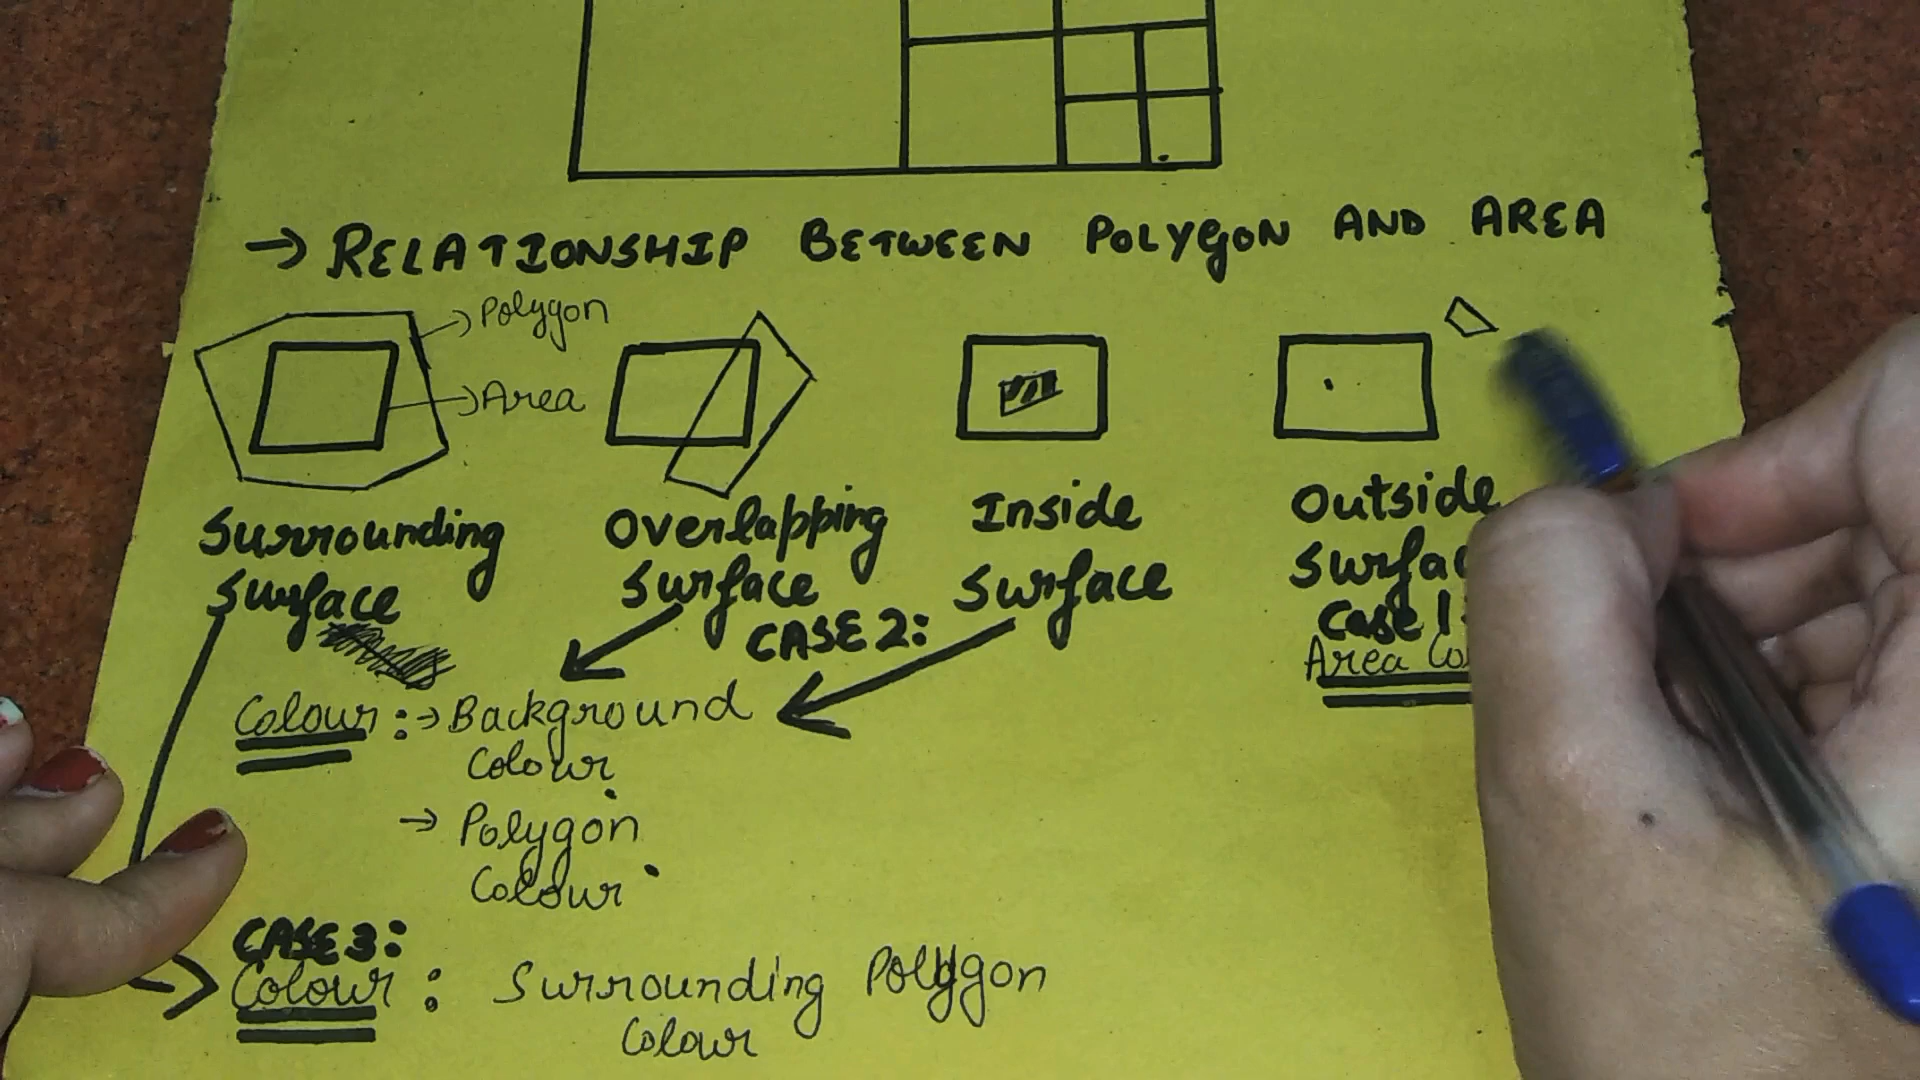 → RELATIONSHIP BETWEEN POLYGON AND AREA
→ Polygon
→ Area
Surrounding
Surface
Overlapping
Surface
Inside
Surface
Outside
Case 1
Area
CASE 2:
Colour : → Background
Colour
→ Polygon
Colour
CASE 3:
Colour : Surrounding Polygon
Colour